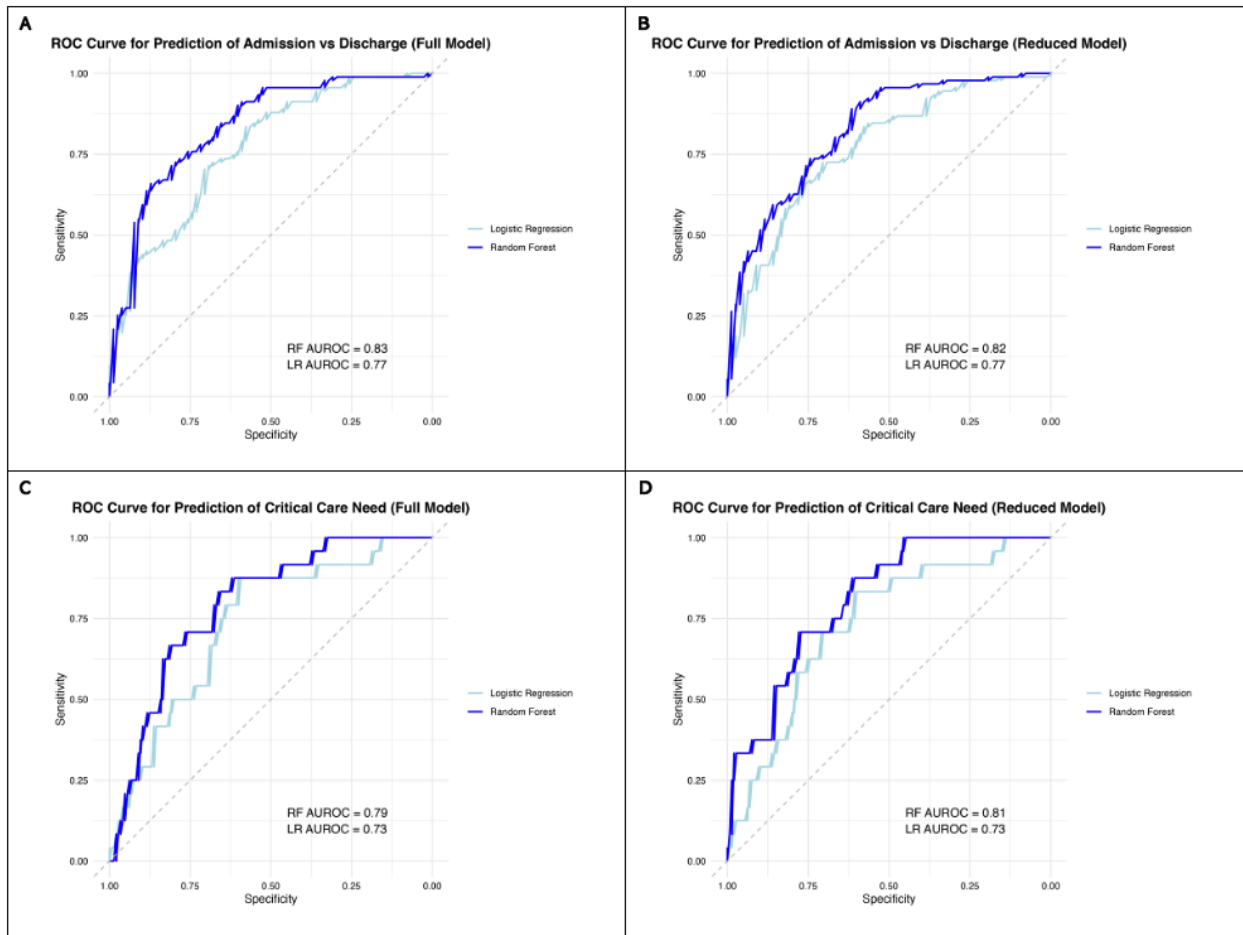 A
ROC Curve for Prediction of Admission vs Discharge (Full Model)
1.00
0.75
0.50
0.25
0.00
Sensitivity
1.00
0.75
0.50
0.25
0.00
Specificity
RF AUROC = 0.83
LR AUROC = 0.77
Logistic Regression
Random Forest
B
ROC Curve for Prediction of Admission vs Discharge (Reduced Model)
1.00
0.75
0.50
0.25
0.00
Sensitivity
1.00
0.75
0.50
0.25
0.00
Specificity
RF AUROC = 0.82
LR AUROC = 0.77
Logistic Regression
Random Forest
C
ROC Curve for Prediction of Critical Care Need (Full Model)
1.00
0.75
0.50
0.25
0.00
Sensitivity
1.00
0.75
0.50
0.25
0.00
Specificity
RF AUROC = 0.79
LR AUROC = 0.73
Logistic Regression
Random Forest
D
ROC Curve for Prediction of Critical Care Need (Reduced Model)
1.00
0.75
0.50
0.25
0.00
Sensitivity
1.00
0.75
0.50
0.25
0.00
Specificity
RF AUROC = 0.81
LR AUROC = 0.73
Logistic Regression
Random Forest